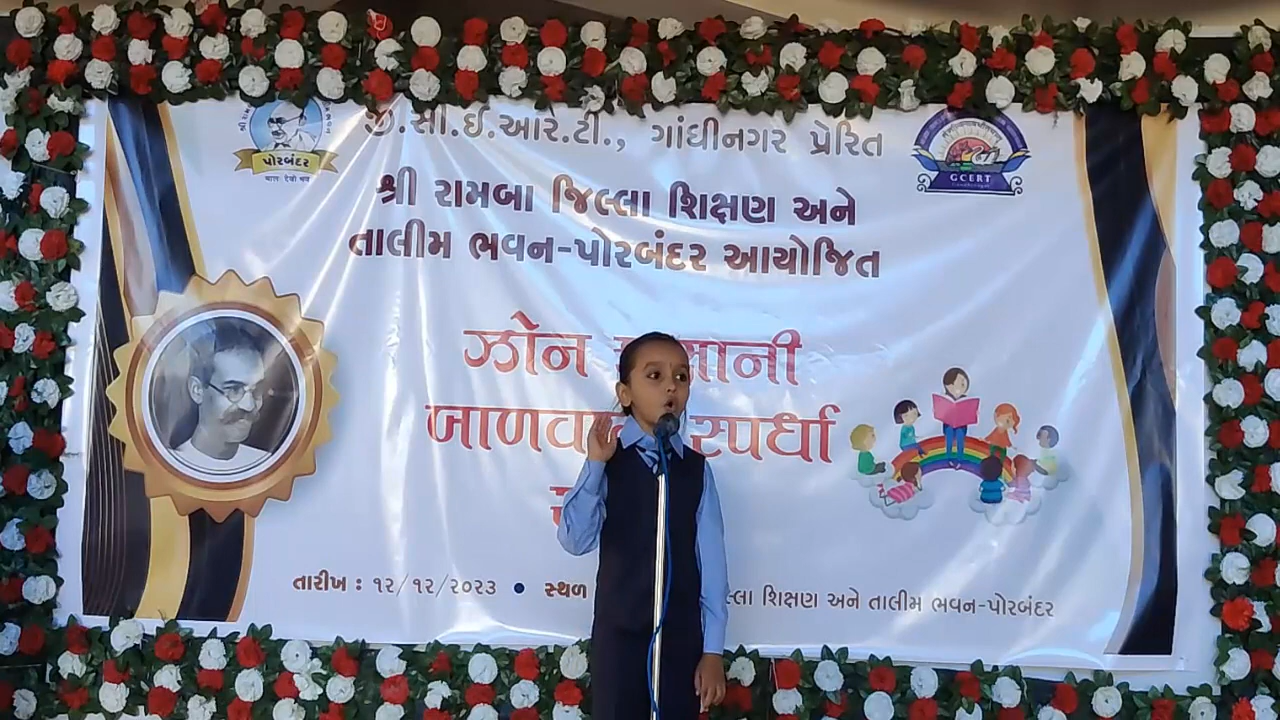 પોરબંદર
જી.સી.ઈ.આર.ટી., ગાંધીનગર પ્રેરિત
GCERT
શ્રી રામબા જિલ્લા શિક્ષણ અને
તાલીમ ભવન-પોરબંદર આયોજિત
ઝોન
સ્પર્ધા
તારીખ : ૧૨/૧૨/૨૦૨૩ • સ્થળ
શિક્ષણ અને તાલીમ ભવન-પોરબંદર